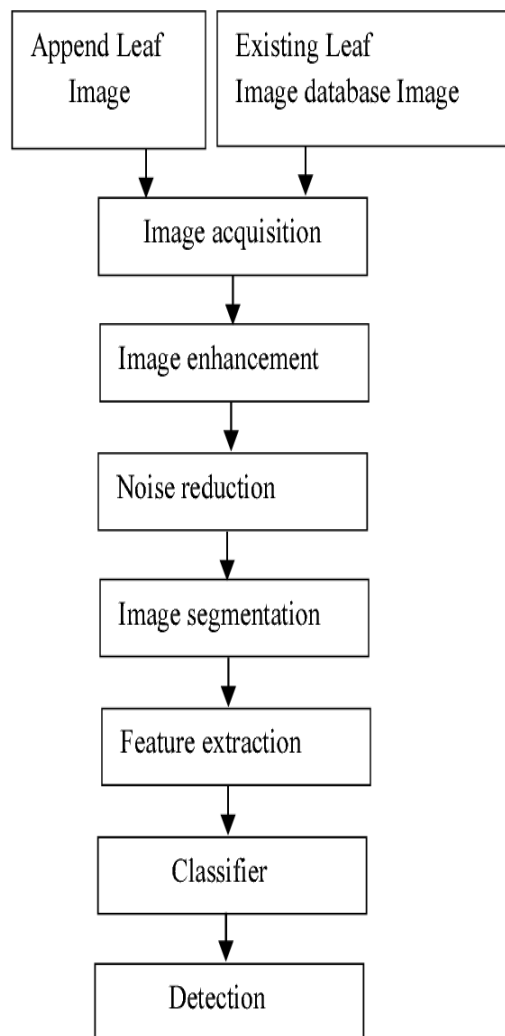 Append Leaf
Image
Existing Leaf
Image database Image
Image acquisition
Image enhancement
Noise reduction
Image segmentation
Feature extraction
Classifier
Detection